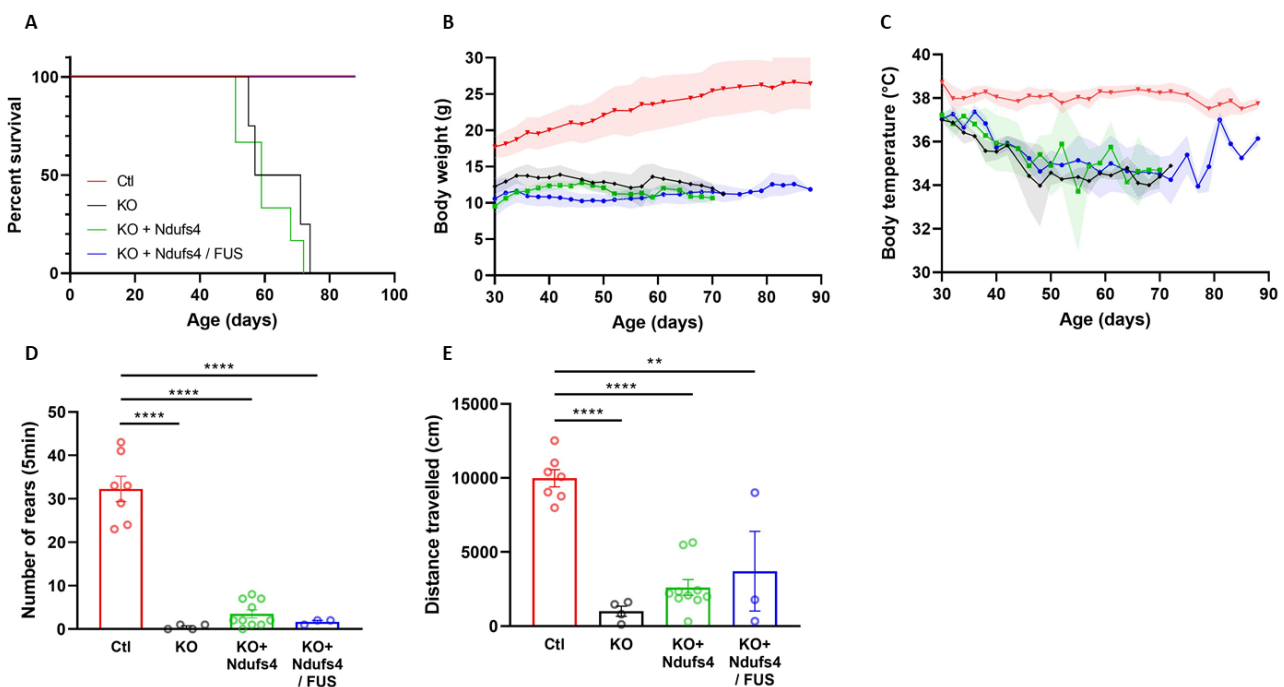 A
Percent survival
100
50
0
0 20 40 60 80 100
Age (days)
Ctl
KO
KO + Ndufs4
KO + Ndufs4 / FUS
B
Body weight (g)
30
25
20
15
10
5
0
30 40 50 60 70 80 90
Age (days)
C
Body temperature (°C)
40
38
36
34
32
30
30 40 50 60 70 80 90
Age (days)
D
Number of rears (5min)
50
40
30
20
10
0
****
****
****
Ctl KO KO+ KO+
Ndufs4 Ndufs4
/ FUS
E
Distance travelled (cm)
15000
10000
5000
0
**
****
****
Ctl KO KO+ KO+
Ndufs4 Ndufs4
/ FUS